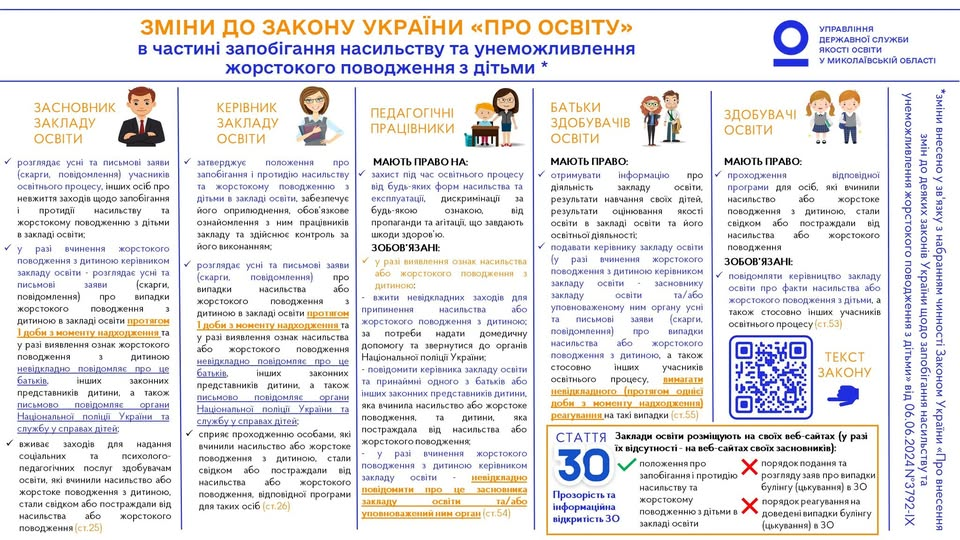 ЗМІНИ ДО ЗАКОНУ УКРАЇНИ «ПРО ОСВІТУ»
в частині запобігання насильству та унеможливлення
жорстокого поводження з дітьми *
УПРАВЛІННЯ
ДЕРЖАВНОЇ СЛУЖБИ
ЯКОСТІ ОСВІТИ
У МИКОЛАЇВСЬКІЙ ОБЛАСТІ
ЗАСНОВНИК
ЗАКЛАДУ
ОСВІТИ
✓ розглядає усні та письмові заяви
(скарги, повідомлення) учасників
освітнього процесу, інших осіб про
невжиття заходів щодо запобігання
і протидії насильству та
жорстокому поводженню з дітьми
в закладі освіти;
✓ у разі вчинення жорстокого
поводження з дитиною керівником
закладу освіти - розглядає усні та
письмові заяви (скарги,
повідомлення) про випадки
насильства або жорстокого
поводження з дитиною з
дитиною в закладі освіти протягом
1 доби з моменту надходження та
у разі виявлення ознак жорстокого
поводження з дитиною
невідкладно повідомляє про це
батьків, інших законних
представників дитини, а також
письмово повідомляє органи
Національної поліції України та
службу у справах дітей;
✓ вживає заходів для надання
соціальних та психолого-
педагогічних послуг здобувачам
освіти, які вчинили насильство або
жорстоке поводження з дитиною,
стали свідком або постраждали від
насильства або жорстокого
поводження (ст.25)
КЕРІВНИК
ЗАКЛАДУ
ОСВІТИ
✓ затверджує положення про
запобігання і протидію насильству
та жорстокому поводженню з
дітьми в закладі освіти, забезпечує
його оприлюднення, обов'язкове
ознайомлення з ним працівників
закладу та здійснює контроль за
його виконанням;
✓ розглядає усні та письмові заяви
(скарги, повідомлення) про
випадки насильства або
жорстокого поводження з
дитиною в закладі освіти протягом
1 доби з моменту надходження та
у разі виявлення ознак насильства
або жорстокого поводження
невідкладно повідомляє про це
батьків, інших законних
представників дитини, а також
письмово повідомляє органи
Національної поліції України та
службу у справах дітей;
✓ сприяє проходженню особами, які
вчинили насильство або жорстоке
поводження з дитиною, стали
свідком або постраждали від
насильства або жорстокого
поводження, відповідної програми
для таких осіб (ст.26)
ПЕДАГОГІЧНІ
ПРАЦІВНИКИ
МАЮТЬ ПРАВО НА:
✓ захист під час освітнього процесу
від будь-яких форм насильства та
експлуатації, дискримінації за
будь-якою ознакою, від
пропаганди та агітації, що завдають
шкоди здоров'ю.
ЗОБОВ'ЯЗАНІ:
✓ у разі виявлення ознак насильства
або жорстокого поводження з
дитиною:
- вжити невідкладних заходів для
припинення насильства або
жорстокого поводження з дитиною;
за потреби надати домедичну
допомогу та звернутися до органів
Національної поліції України;
- повідомити керівника закладу освіти
та принаймні одного з батьків або
інших законних представників дитини,
яка вчинила насильство або жорстоке
поводження, та дитини, яка
постраждала від насильства або
жорстокого поводження;
- у разі вчинення жорстокого
поводження з дитиною керівником
закладу освіти - невідкладно
повідомити про це засновника
закладу освіти та/або
уповноважений ним орган (ст.54)
БАТЬКИ
ЗДОБУВАЧІВ
ОСВІТИ
МАЮТЬ ПРАВО:
✓ отримувати інформацію про
діяльність закладу освіти,
результати навчання своїх дітей,
результати оцінювання якості
освіти в закладі освіти та його
освітньої діяльності;
✓ подавати керівнику закладу освіти
(у разі вчинення жорстокого
поводження з дитиною керівником
закладу освіти - засновнику
закладу освіти та/або
уповноваженому ним органу усні
та письмові заяви (скарги,
повідомлення) про випадки
насильства або жорстокого
поводження з дитиною, а також
стосовно інших учасників
освітнього процесу, вимагати
невідкладного (протягом однієї
доби з моменту надходження)
реагування на такі випадки (ст.55)
ЗДОБУВАЧІ
ОСВІТИ
МАЮТЬ ПРАВО:
✓ проходження відповідної
програми для осіб, які вчинили
насильство або жорстоке
поводження з дитиною, стали
свідком або постраждали від
насильства або жорстокого
поводження
ЗОБОВ'ЯЗАНІ:
✓ повідомляти керівництво закладу
освіти про факти насильства або
жорстокого поводження з дітьми, а
також стосовно інших учасників
освітнього процесу (ст.53)
ТЕКСТ
ЗАКОНУ
СТАТТЯ
30
Прозорість та
інформаційна
відкритість ЗО
Заклади освіти розміщують на своїх веб-сайтах (у разі
їх відсутності - на веб-сайтах своїх засновників):
положення про
запобігання і протидію
насильству та
жорстокому
поводженню з дітьми в
закладі освіти
порядок подання та
розгляду заяв про випадки
булінгу (цькування) в ЗО
порядок реагування на
доведені випадки булінгу
(цькування) в ЗО
*зміни внесено у зв'язку з набранням чинності Законом України «Про внесення
змін до деяких законів України щодо запобігання насильству та
унеможливлення жорстокого поводження з дітьми» від 06.06.2024 №3792-ІХ